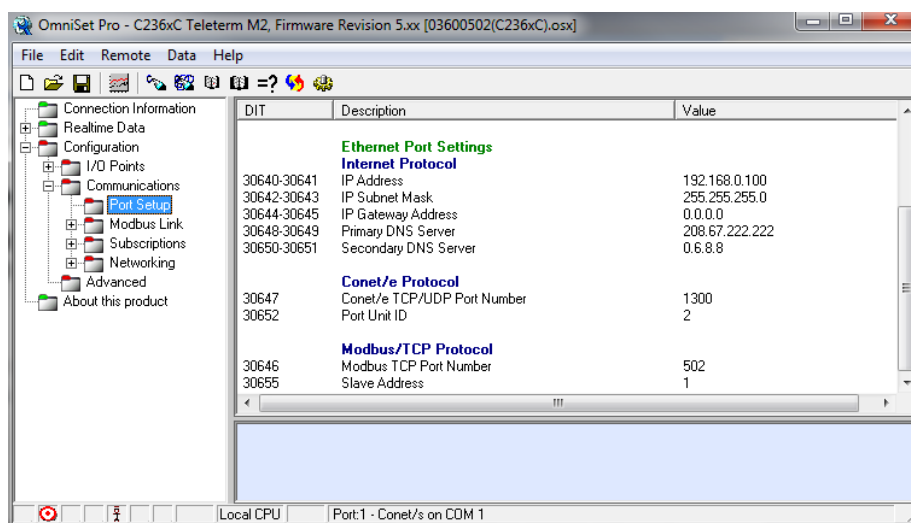 OmniSet Pro - C236xC Teleterm M2, Firmware Revision 5.xx [03600502(C236xC).osx]
File Edit Remote Data Help
=?
Connection Information
Realtime Data
Configuration
I/O Points
Communications
Port Setup
Modbus Link
Subscriptions
Networking
Advanced
About this product
DIT Description Value
Ethernet Port Settings
Internet Protocol
30640-30641 IP Address 192.168.0.100
30642-30643 IP Subnet Mask 255.255.255.0
30644-30645 IP Gateway Address 0.0.0.0
30648-30649 Primary DNS Server 208.67.222.222
30650-30651 Secondary DNS Server 0.6.8.8
Conet/e Protocol
30647 Conet/e TCP/UDP Port Number 1300
30652 Port Unit ID 2
Modbus/TCP Protocol
30646 Modbus TCP Port Number 502
30655 Slave Address 1
Local CPU Port:1 - Conet/s on COM 1